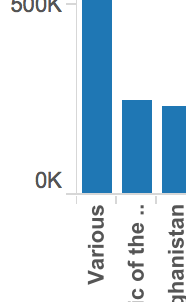 500K
0K
Various
ic of the ..
ghanistan